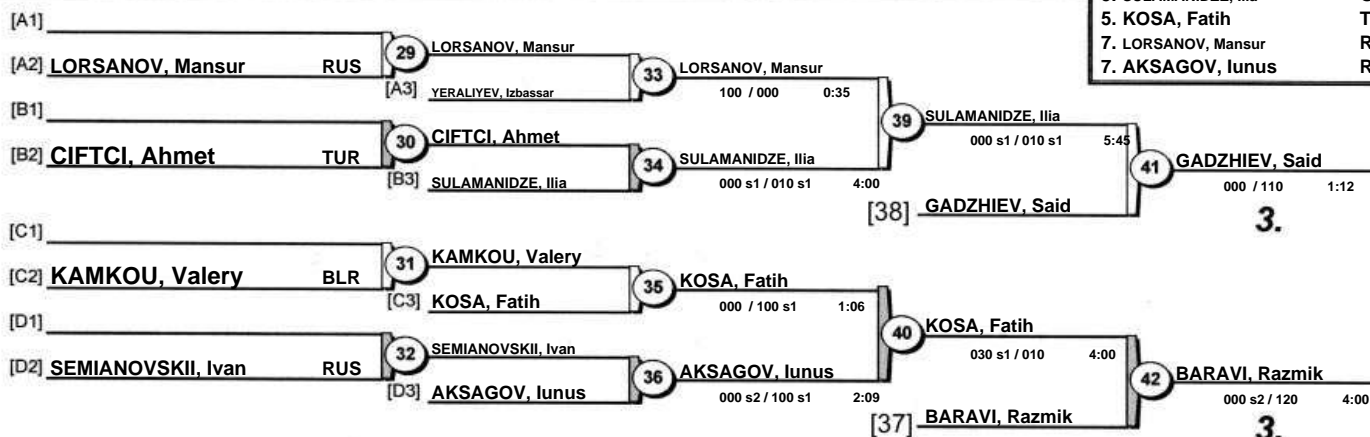 [A1]
[A2] LORSANOV, Mansur RUS
29
LORSANOV, Mansur
[A3] YERALIYEV, Izbassar
33
LORSANOV, Mansur
100 / 000 0:35
[B1]
[B2] CIFTCI, Ahmet TUR
30
CIFTCI, Ahmet
[B3] SULAMANIDZE, Ilia
34
SULAMANIDZE, Ilia
000 s1 / 010 s1 4:00
39
SULAMANIDZE, Ilia
000 s1 / 010 s1 5:45
[38] GADZHIEV, Said
41
GADZHIEV, Said
000 / 110 1:12
3.
[C1]
[C2] KAMKOU, Valery BLR
31
KAMKOU, Valery
[C3] KOSA, Fatih
35
KOSA, Fatih
000 / 100 s1 1:06
[D1]
[D2] SEMIANOVSKII, Ivan RUS
32
SEMIANOVSKII, Ivan
[D3] AKSAGOV, Iunus
36
AKSAGOV, Iunus
000 s2 / 100 s1 2:09
40
KOSA, Fatih
030 s1 / 010 4:00
[37] BARAVI, Razmik
42
BARAVI, Razmik
000 s2 / 120 4:00
3.
5. KOSA, Fatih T
7. LORSANOV, Mansur R
7. AKSAGOV, Iunus R